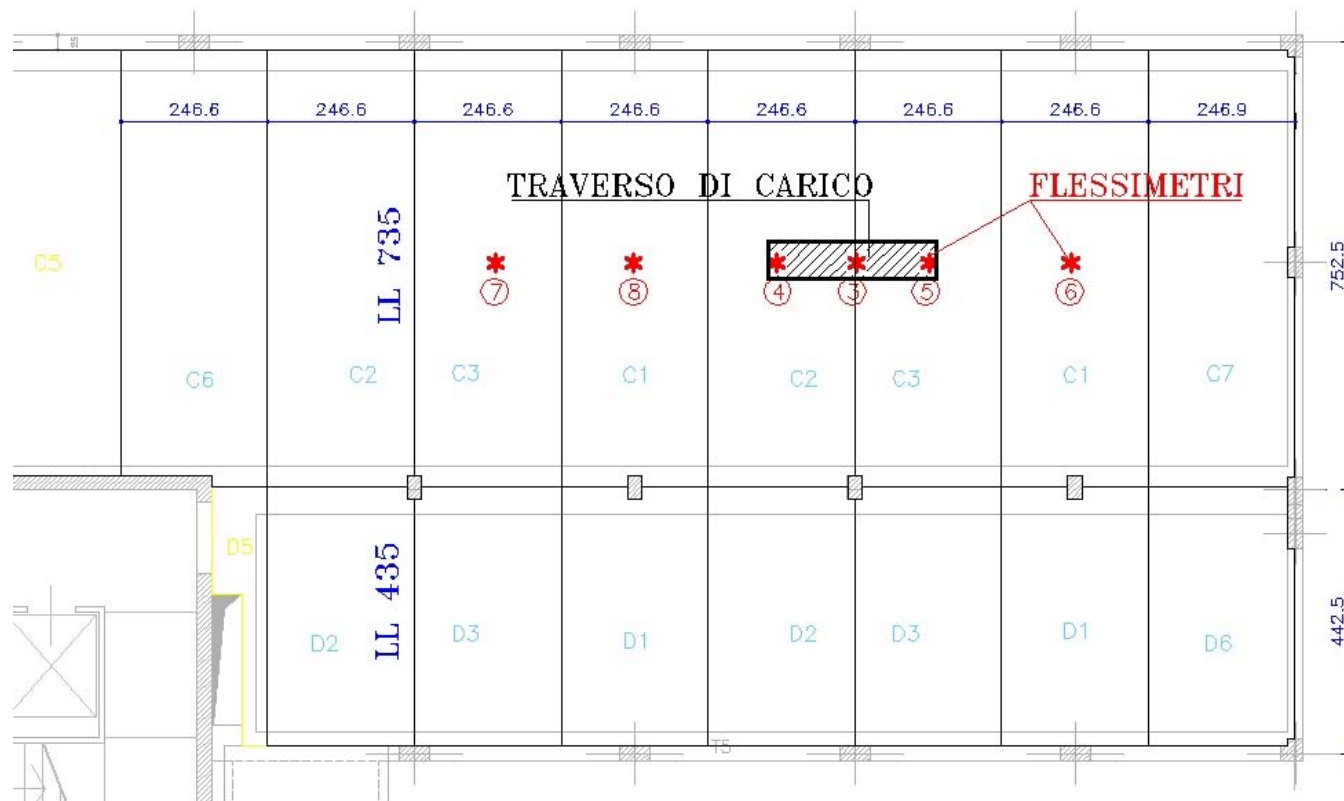 25
246.6 246.6 246.6 246.6 246.6 246.6 246.6 246.9
TRAVERSO DI CARICO FLESSIMETRI
LL 735
C5
752.5
7 8 4 3 5 6
C6 C2 C3 C1 C2 C3 C1 C7
D5
LL 435
442.5
D2 D3 D1 D2 D3 D1 D6
T5